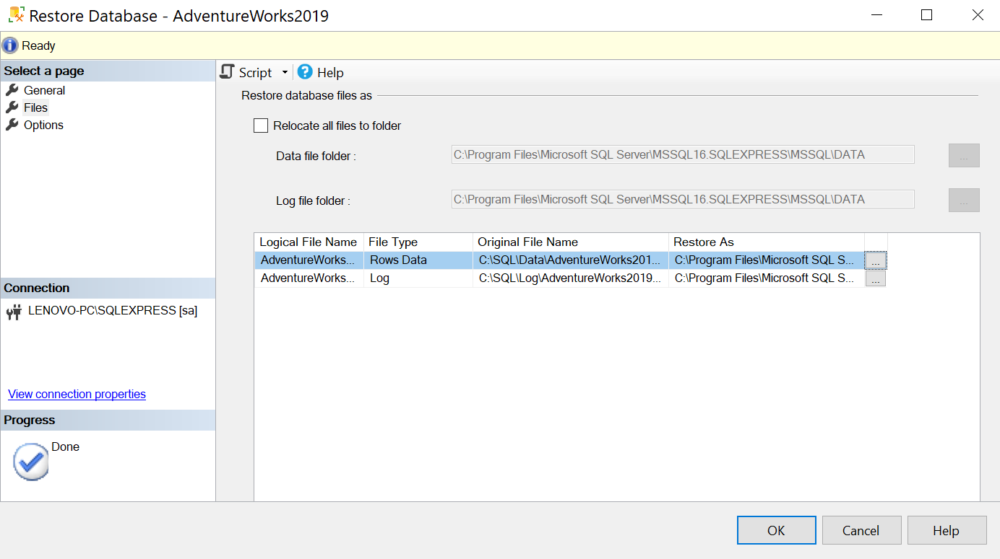 Restore Database - AdventureWorks2019
Ready
Select a page
General
Files
Options
Connection
LENOVO-PC\SQLEXPRESS [sa]
View connection properties
Progress
Done
Script
Help
Restore database files as
Relocate all files to folder
Data file folder :
C:\Program Files\Microsoft SQL Server\MSSQL16.SQLEXPRESS\MSSQL\DATA
...
Log file folder :
C:\Program Files\Microsoft SQL Server\MSSQL16.SQLEXPRESS\MSSQL\DATA
...
Logical File Name File Type Original File Name Restore As
AdventureWorks... Rows Data C:\SQL\Data\AdventureWorks201... C:\Program Files\Microsoft SQL S... ...
AdventureWorks... Log C:\SQL\Log\AdventureWorks2019... C:\Program Files\Microsoft SQL S... ...
OK Cancel Help